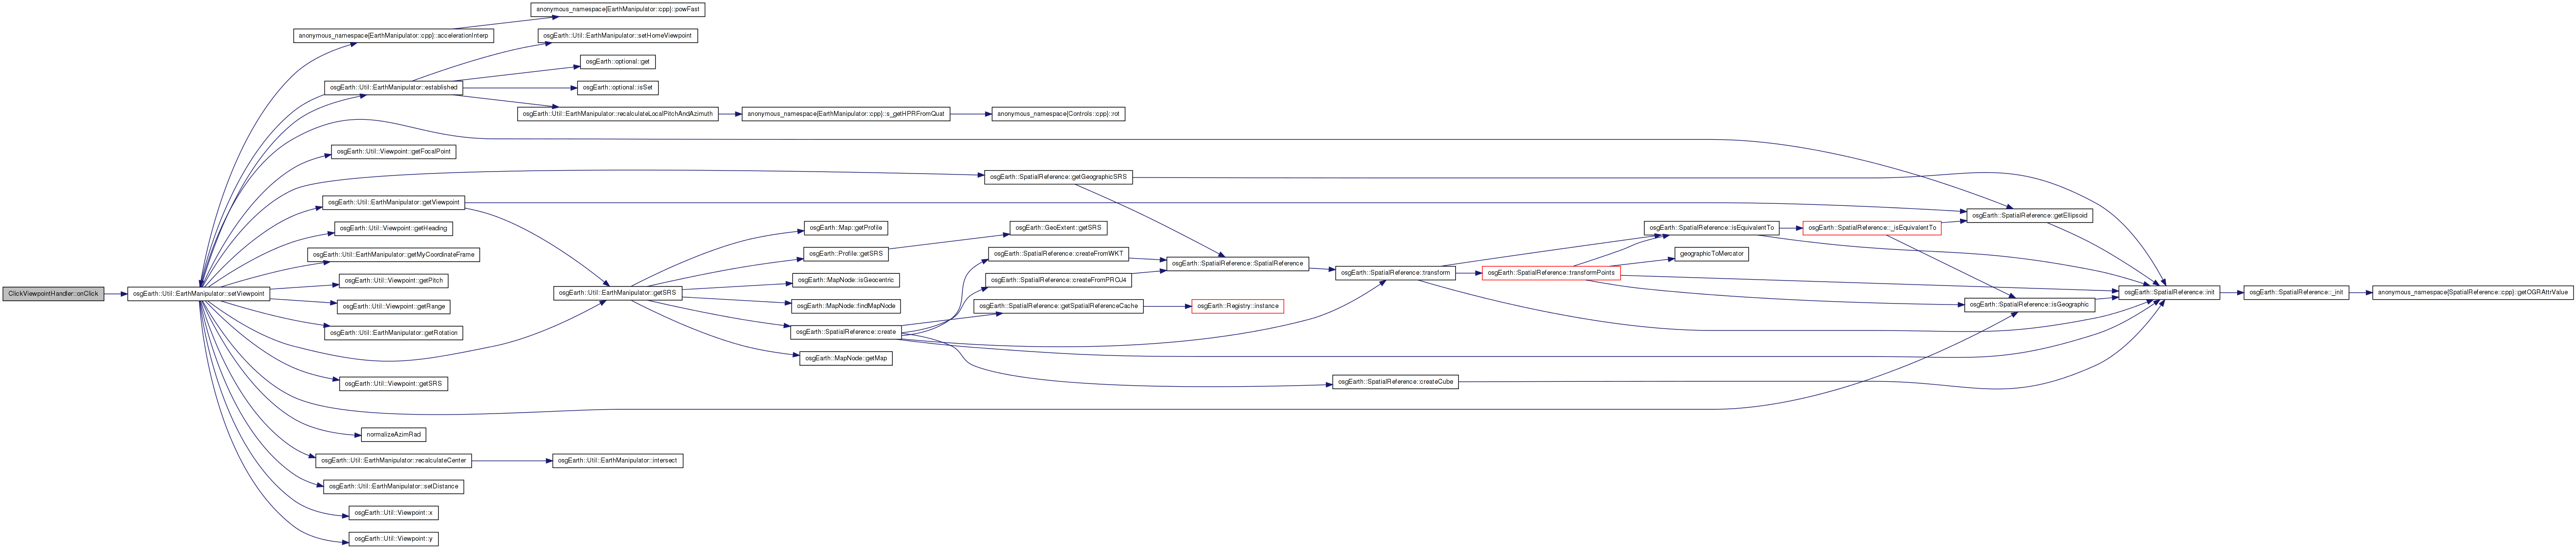 anonymous_namespace{EarthManipulator::cpp}::powFast
anonymous_namespace{EarthManipulator::cpp}::accelerationInterp
osgEarth::Util::EarthManipulator::setHomeViewpoint
osgEarth::optional::get
osgEarth::Util::EarthManipulator::established
osgEarth::optional::isSet
osgEarth::Util::EarthManipulator::recalculateLocalPitchAndAzimuth
anonymous_namespace{EarthManipulator::cpp}::s_getHPRFromQuat
anonymous_namespace{Controls::cpp}::rot
osgEarth::Util::Viewpoint::getFocalPoint
osgEarth::SpatialReference::getGeographicSRS
osgEarth::Util::EarthManipulator::getViewpoint
osgEarth::SpatialReference::getEllipsoid
osgEarth::Util::Viewpoint::getHeading
osgEarth::Map::getProfile
osgEarth::GeoExtent::getSRS
osgEarth::SpatialReference::isEquivalentTo
osgEarth::SpatialReference::_isEquivalentTo
osgEarth::Util::EarthManipulator::getMyCoordinateFrame
osgEarth::Profile::getSRS
osgEarth::SpatialReference::createFromWKT
geographicToMercator
osgEarth::SpatialReference::SpatialReference
osgEarth::SpatialReference::transform
osgEarth::SpatialReference::transformPoints
osgEarth::Util::Viewpoint::getPitch
osgEarth::MapNode::isGeocentric
osgEarth::SpatialReference::createFromPROJ4
ClickViewpointHandler::onClick
osgEarth::Util::EarthManipulator::setViewpoint
osgEarth::Util::EarthManipulator::getSRS
osgEarth::SpatialReference::init
osgEarth::SpatialReference::_init
anonymous_namespace{SpatialReference::cpp}::getOGRAttrValue
osgEarth::Util::Viewpoint::getRange
osgEarth::MapNode::findMapNode
osgEarth::SpatialReference::getSpatialReferenceCache
osgEarth::Registry::instance
osgEarth::SpatialReference::isGeographic
osgEarth::Util::EarthManipulator::getRotation
osgEarth::SpatialReference::create
osgEarth::MapNode::getMap
osgEarth::Util::Viewpoint::getSRS
osgEarth::SpatialReference::createCube
normalizeAzimRad
osgEarth::Util::EarthManipulator::recalculateCenter
osgEarth::Util::EarthManipulator::intersect
osgEarth::Util::EarthManipulator::setDistance
osgEarth::Util::Viewpoint::x
osgEarth::Util::Viewpoint::y